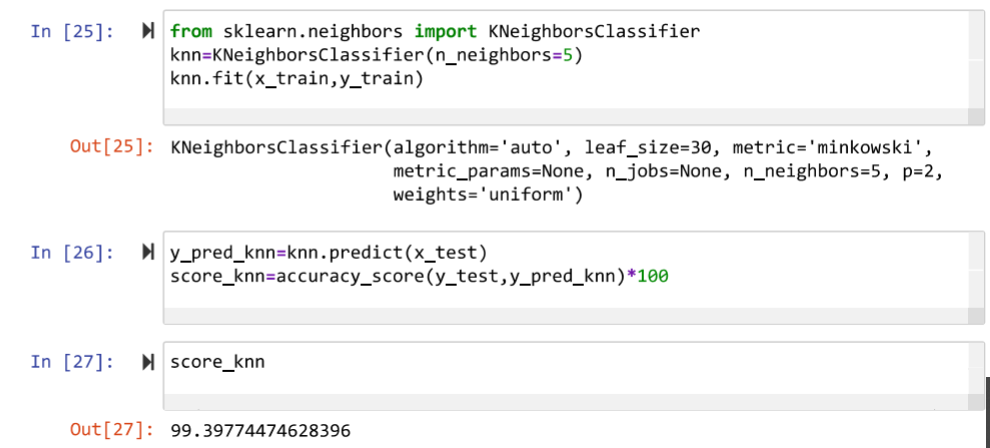 In [25]: from sklearn.neighbors import KNeighborsClassifier
knn=KNeighborsClassifier(n_neighbors=5)
knn.fit(x_train,y_train)
Out[25]: KNeighborsClassifier(algorithm='auto', leaf_size=30, metric='minkowski',
metric_params=None, n_jobs=None, n_neighbors=5, p=2,
weights='uniform')
In [26]: y_pred_knn=knn.predict(x_test)
score_knn=accuracy_score(y_test,y_pred_knn)*100
In [27]: score_knn
Out[27]: 99.39774474628396